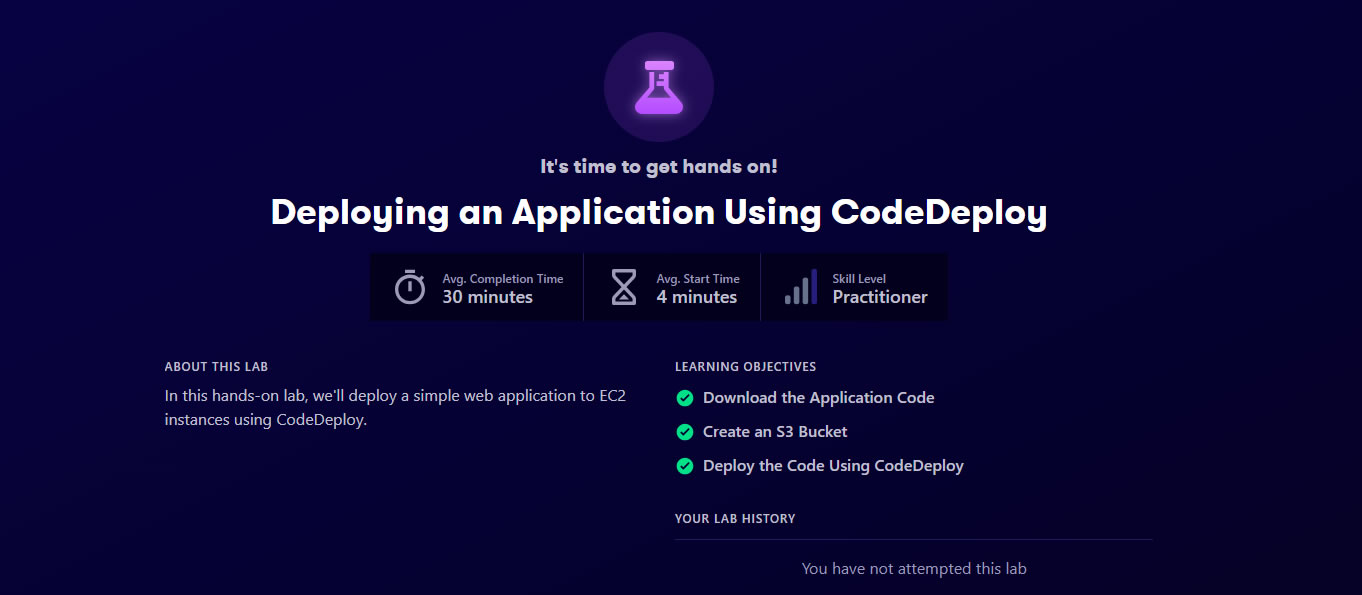 It's time to get hands on!
Deploying an Application Using CodeDeploy
Avg. Completion Time
30 minutes
Avg. Start Time
4 minutes
Skill Level
Practitioner
ABOUT THIS LAB
In this hands-on lab, we'll deploy a simple web application to EC2
instances using CodeDeploy.
LEARNING OBJECTIVES
Download the Application Code
Create an S3 Bucket
Deploy the Code Using CodeDeploy
YOUR LAB HISTORY
You have not attempted this lab